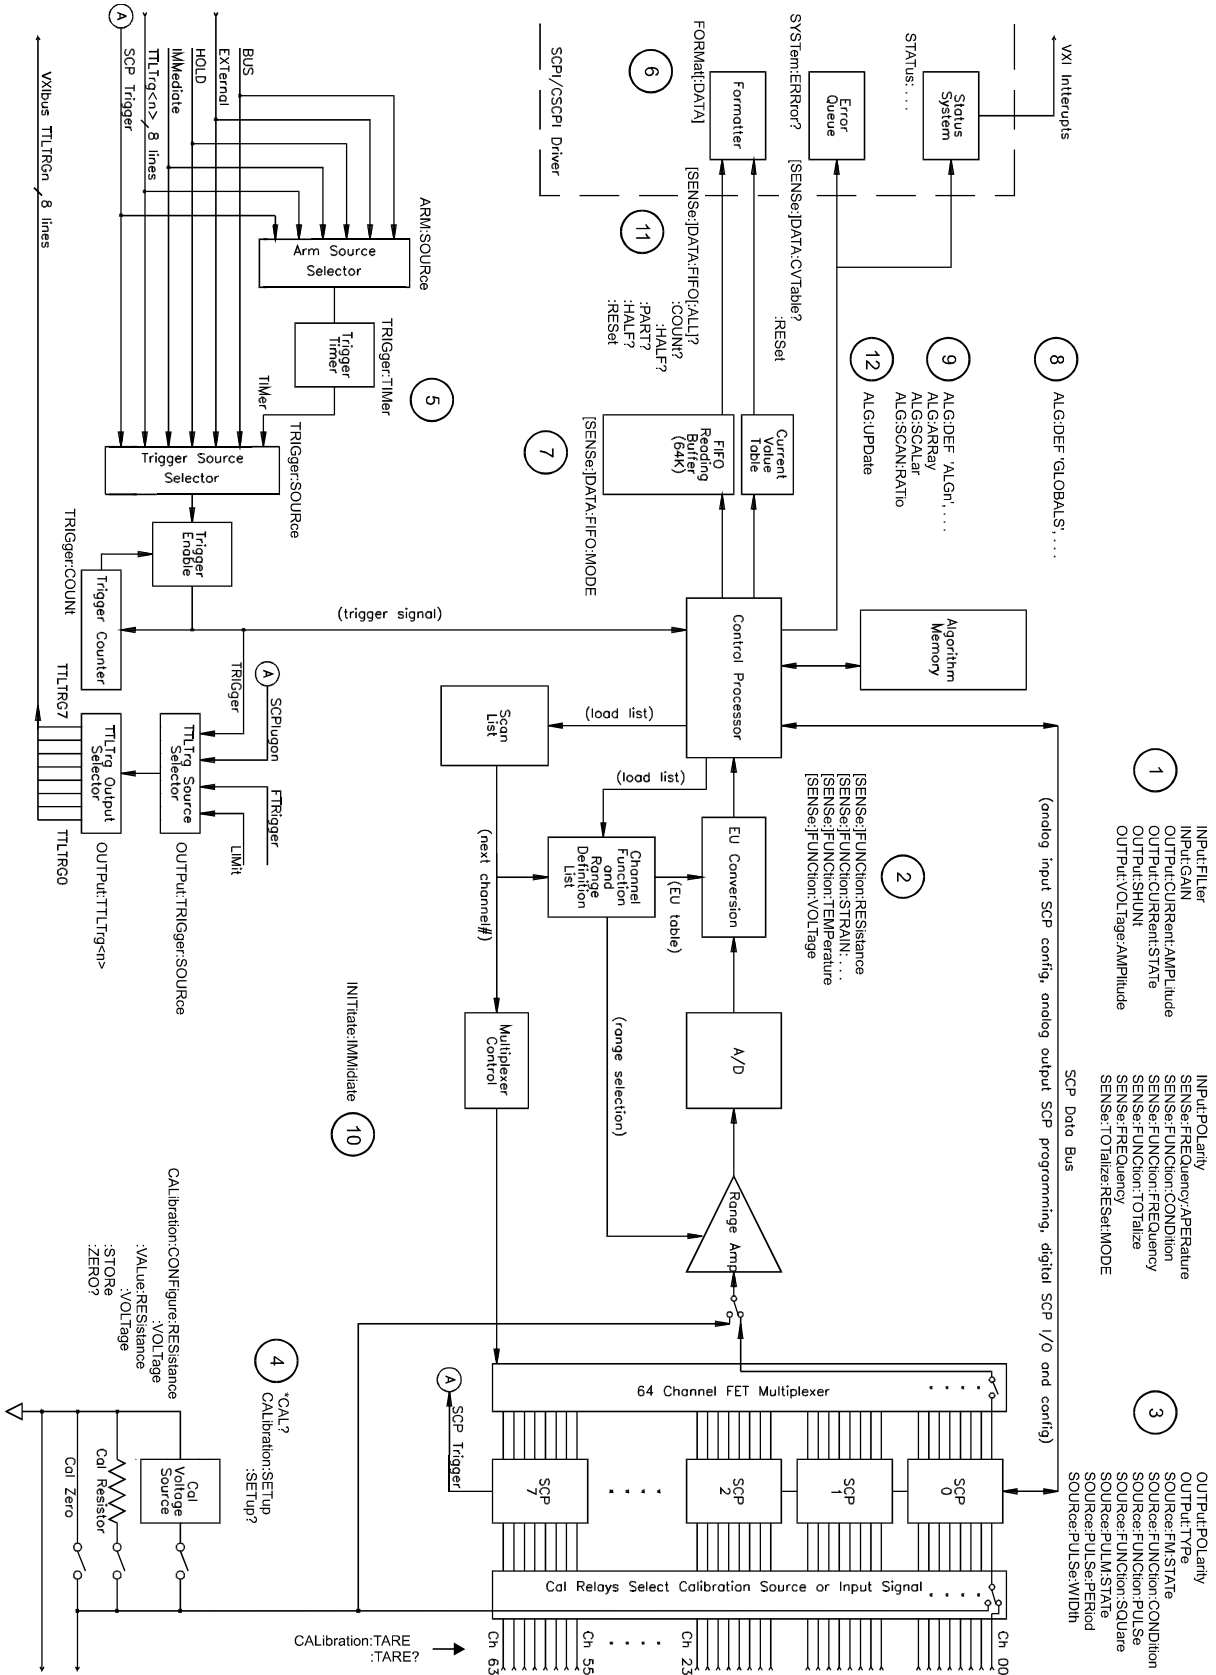 1
INPut:FILter
INPut:GAIN
OUTPut:CURRent:AMPLitude
OUTPut:CURRent:STATe
OUTPut:SHUNt
OUTPut:VOLTage:AMPlitude
INPut:POLarity
SENSe:FREQuency:APERature
SENSe:FUNCtion:CONDition
SENSe:FUNCtion:FREQuency
SENSe:FUNCtion:TOTalize
SENSe:FREQuency
SENSe:TOTalize:RESet:MODE
3
OUTPut:POLarity
OUTPut:TYPe
SOURce:FM:STATe
SOURce:FUNCtion:CONDition
SOURce:FUNCtion:PULSe
SOURce:FUNCtion:SQUare
SOURce:PULM:STATe
SOURce:PULSe:PERiod
SOURce:PULSe:WIDth
VXI Intterupts
8
ALG:DEF 'GLOBALS', . . .
SCP Data Bus
(analog input SCP config, analog output SCP programming, digital SCP I/O and config)
STATus: . . .
Status
System
9
ALG:DEF 'ALGn', . . .
ALG:ARRay
ALG:SCALar
ALG:SCAN:RATio
12
ALG:UPDate
Algorithm
Memory
SYSTem:ERRror?
Error
Queue
[SENSe:]DATA:CVTable?
:RESet
2
[SENSe:]FUNCtion:RESistance
[SENSe:]FUNCtion:STRAIN: . . .
[SENSe:]FUNCtion:TEMPerature
[SENSe:]FUNCtion:VOLTage
FORMat[:DATA]
Formatter
6
SCPI/CSCPI Driver
11
[SENSe:]DATA:FIFO[:ALL]?
:COUNt?
:HALF?
:PART?
:HALF?
:RESet
Current
Value
Table
FIFO
Reading
Buffer
(64K)
7
[SENSe:]DATA:FIFO:MODE
Control Processor
EU Conversion
A/D
Range Amp
(load list)
(load list)
Scan
List
Channel
Function
and
Range
Definition
List
(EU table)
(range selection)
(next channel#)
Multiplexer
Control
64 Channel FET Multiplexer
SCP
0
SCP
1
SCP
2
SCP
7
A
SCP Trigger
Cal Relays Select Calibration Source or Input Signal
Ch 00
Ch 23
Ch 55
Ch 63
CALibration:TARE
:TARE?
INITitate:IMMidiate
10
4
*CAL?
CALibration:SETup
:SETup?
CALibration:CONFigure:RESistance
:VOLTage
:VALue:RESistance
:VOLTage
:STORe
:ZERO?
Cal
Voltage
Source
Cal Resistor
Cal Zero
BUS
EXTernal
HOLD
IMMediate
TTLTrg<n> 8 lines
SCP Trigger
A
ARM:SOURce
Arm Source
Selector
Trigger
Timer
TRIGger:TIMer
5
TIMer
TRIGger:SOURce
Trigger Source
Selector
Trigger
Enable
(trigger signal)
TRIGger:COUNt
Trigger Counter
TRIGger
A
SCPlugon
FTRigger
LIMit
TTLTrg Source
Selector
OUTPut:TRIGger:SOURce
TTLTrg Output
Selector
OUTPut:TTLTrg<n>
TTLTRG7
TTLTRG0
VXIbus TTLTRGn 8 lines